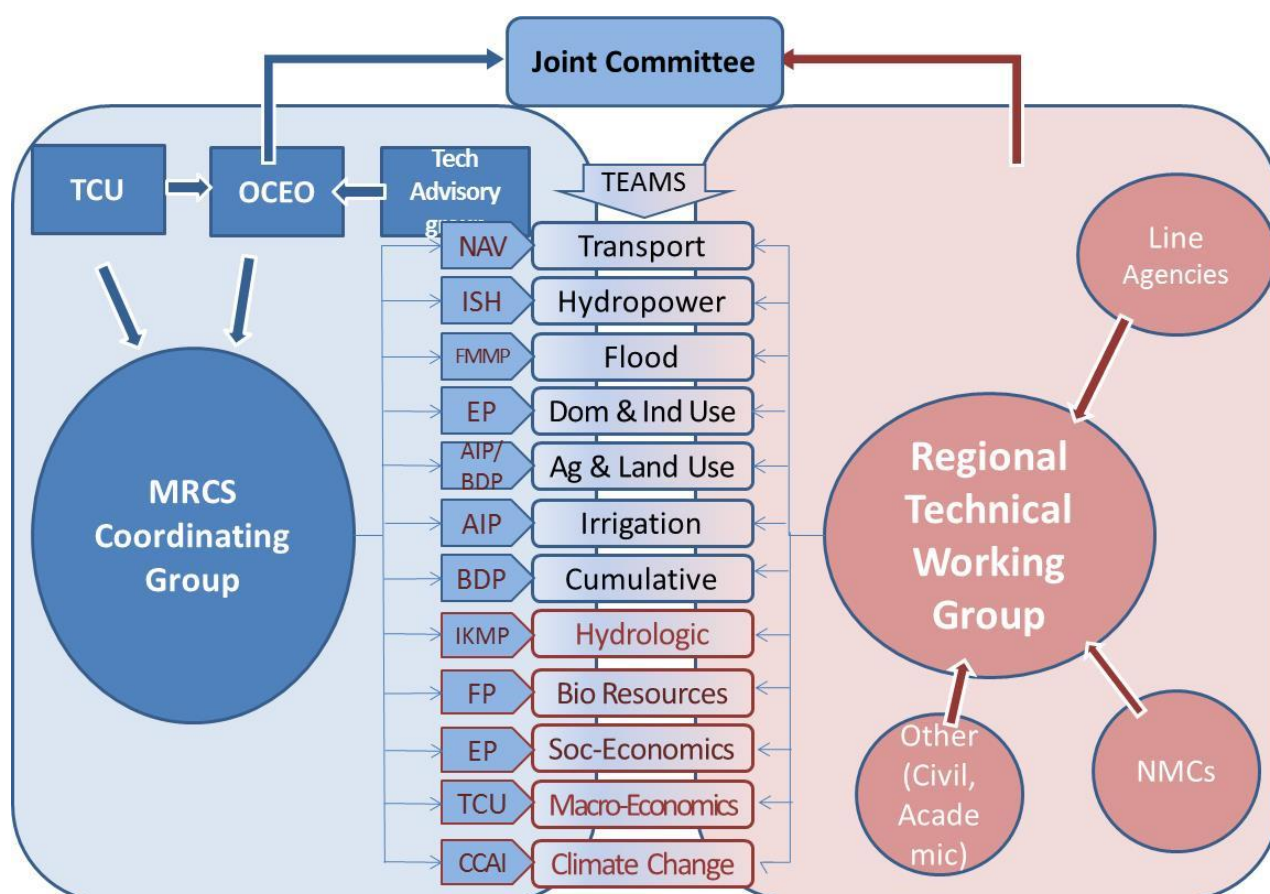 Joint Committee
TCU
OCEO
Tech
Advisory
TEAMS
NAV
Transport
ISH
Hydropower
FMMP
Flood
EP
Dom & Ind Use
AIP/
BDP
Ag & Land Use
AIP
Irrigation
BDP
Cumulative
IKMP
Hydrologic
FP
Bio Resources
EP
Soc-Economics
TCU
Macro-Economics
CCAI
Climate Change
MRCS
Coordinating
Group
Line
Agencies
Regional
Technical
Working
Group
Other
(Civil,
Acade
mic)
NMCs